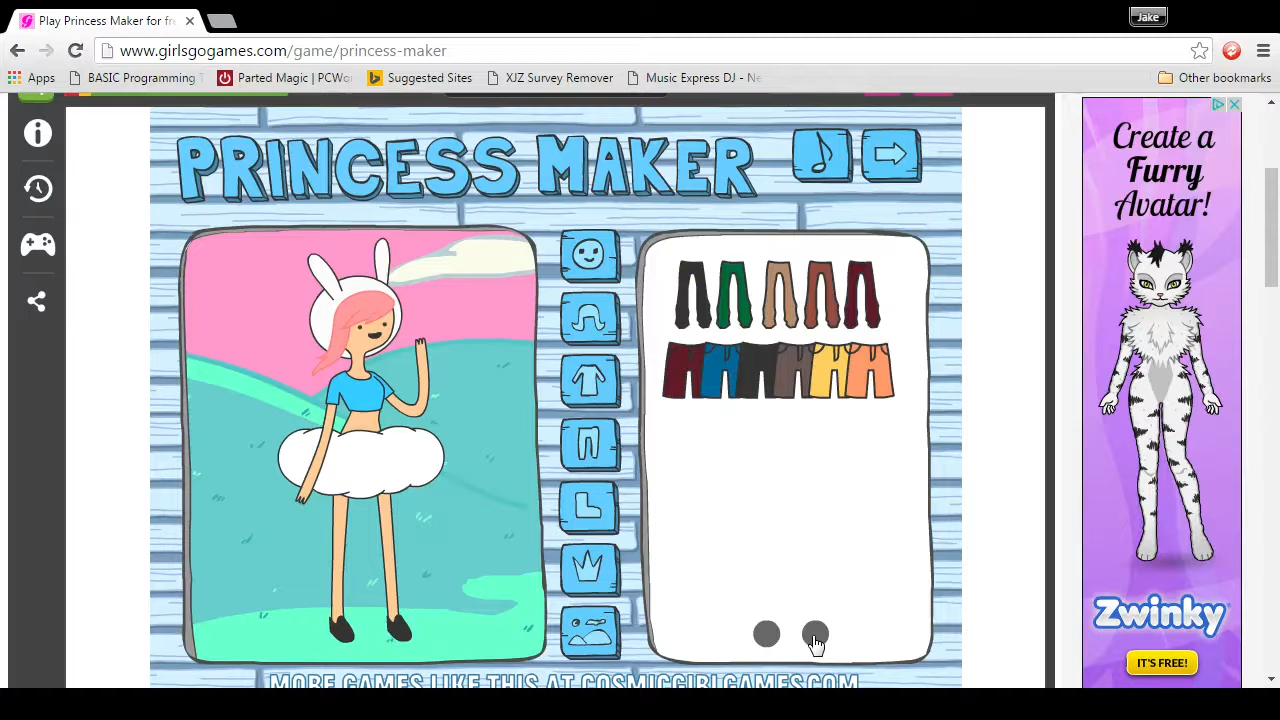 Play Princess Maker for fr
Jake
www.girlsgogames.com/game/princess-maker
Apps
BASIC Programming T
Parted Magic | PCWo
Suggested Sites
XJZ Survey Remover
Music Express DJ - Ne
Other bookmarks
PRINCESS MAKER
MORE GAMES LIKE THIS AT COSMICGIRLGAMES.COM
Create a
Furry
Avatar!
Zwinky
IT'S FREE!